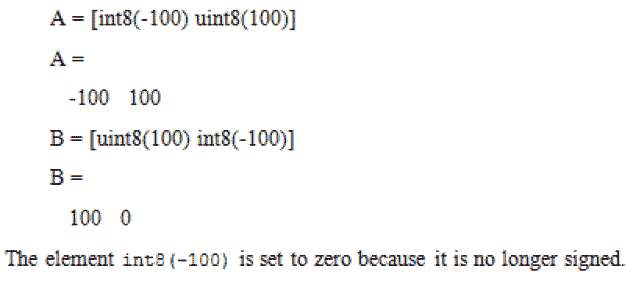 A = [int8(-100) uint8(100)]
A =
-100 100
B = [uint8(100) int8(-100)]
B =
100 0
The element int8(-100) is set to zero because it is no longer signed.